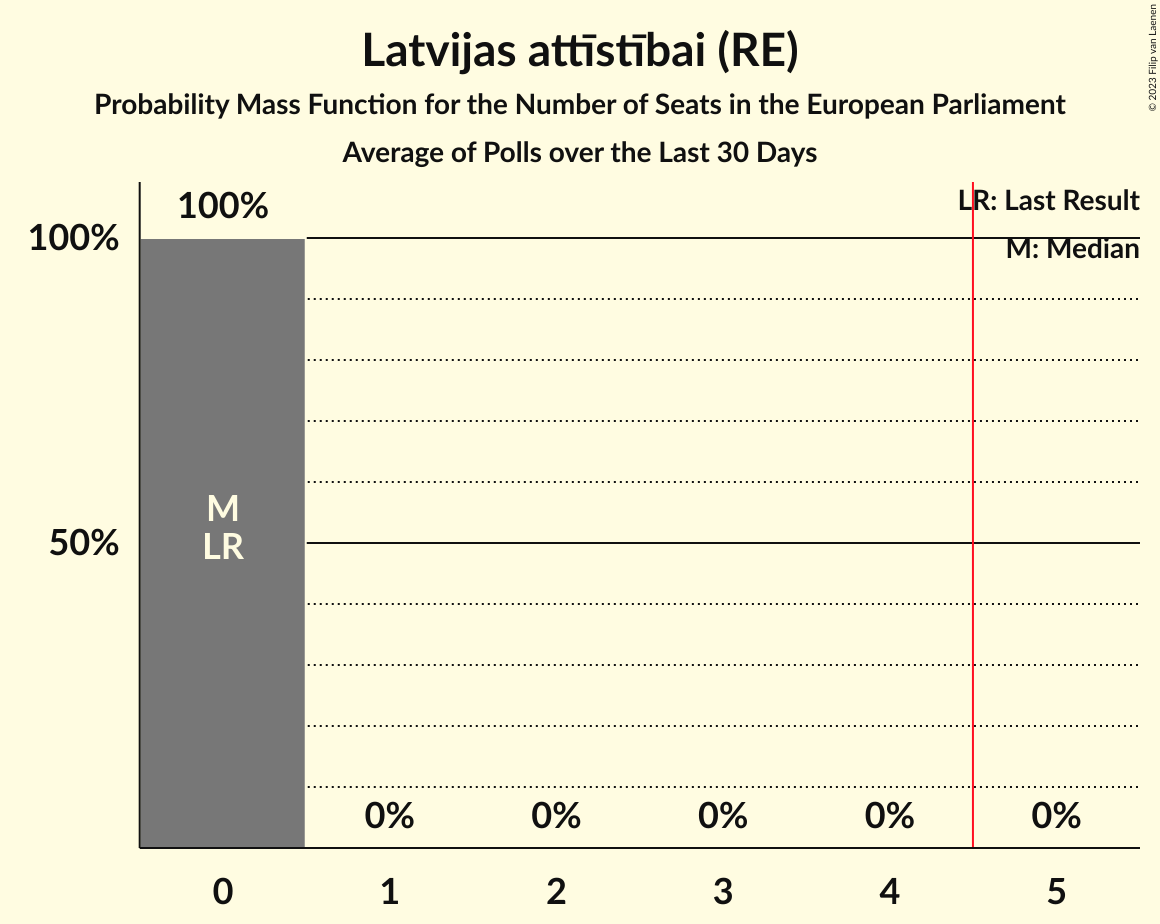 Latvijas attīstībai (RE)
Probability Mass Function for the Number of Seats in the European Parliament
Average of Polls over the Last 30 Days
© 2023 Filip van Laenen
LR: Last Result
M: Median
100%
100%
50%
M
LR
0%
0%
0%
0%
0%
0
1
2
3
4
5